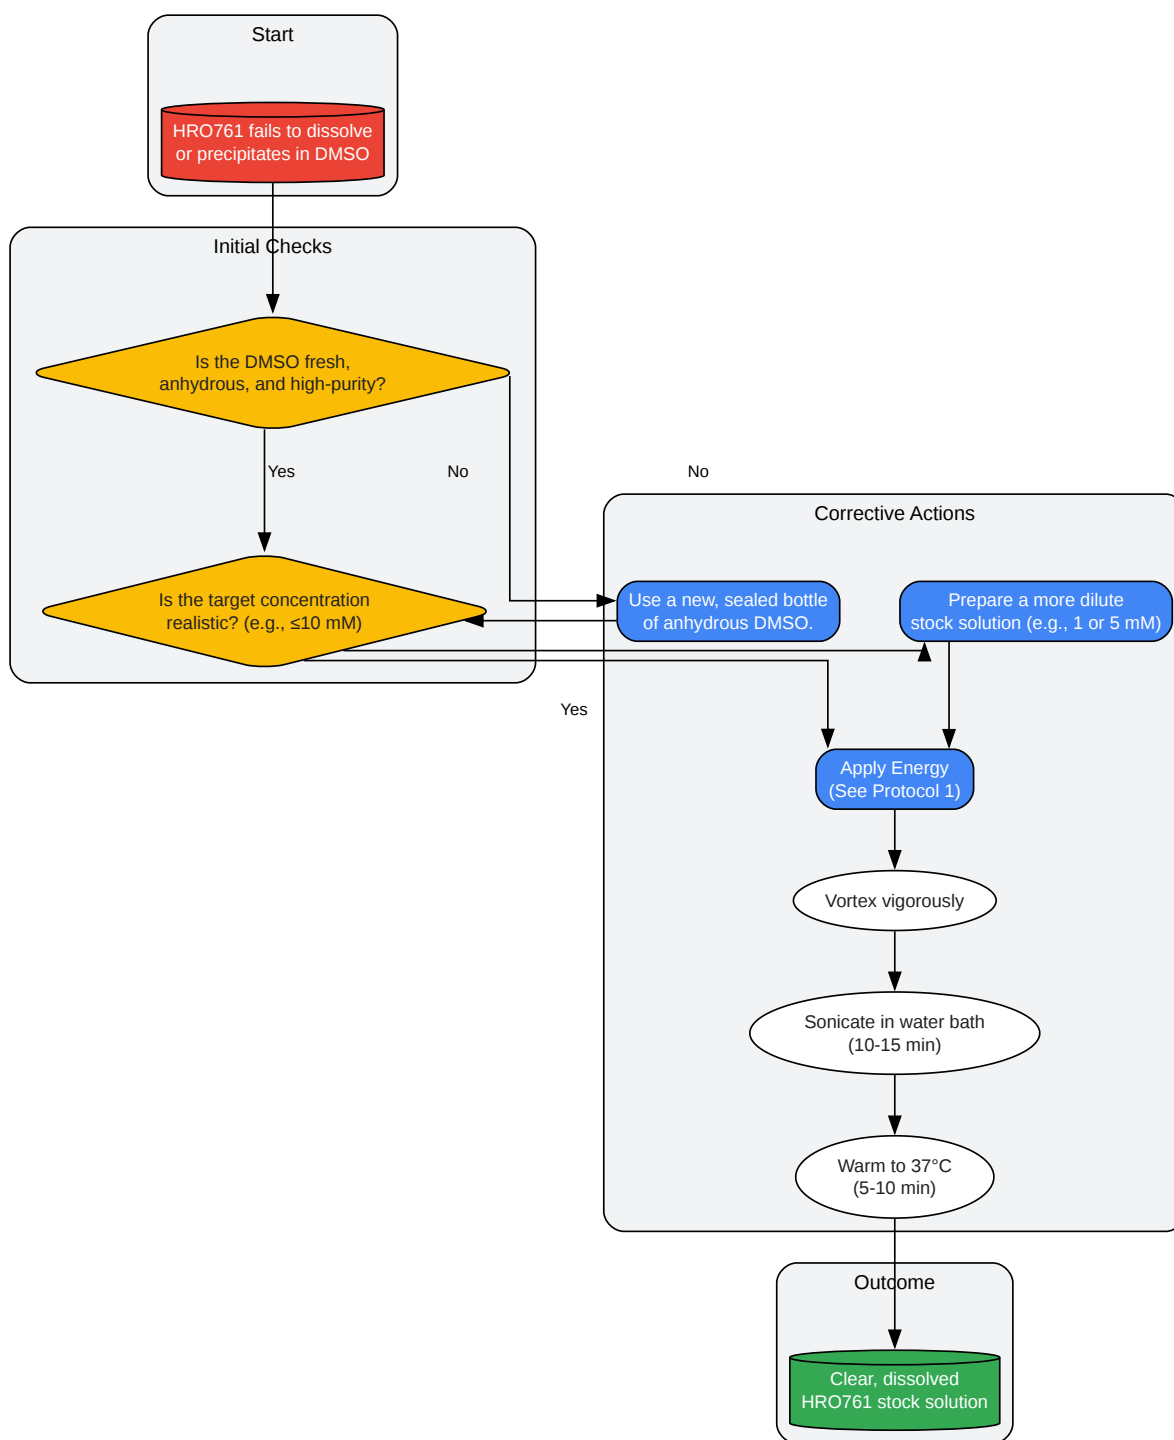 Start
HRO761 fails to dissolve
or precipitates in DMSO
Initial Checks
Is the DMSO fresh,
anhydrous, and high-purity?
Yes
No
No
Corrective Actions
Is the target concentration
realistic? (e.g., ≤10 mM)
Use a new, sealed bottle
of anhydrous DMSO.
Prepare a more dilute
stock solution (e.g., 1 or 5 mM)
Yes
Apply Energy
(See Protocol 1)
Vortex vigorously
Sonicate in water bath
(10-15 min)
Warm to 37°C
(5-10 min)
Outcome
Clear, dissolved
HRO761 stock solution